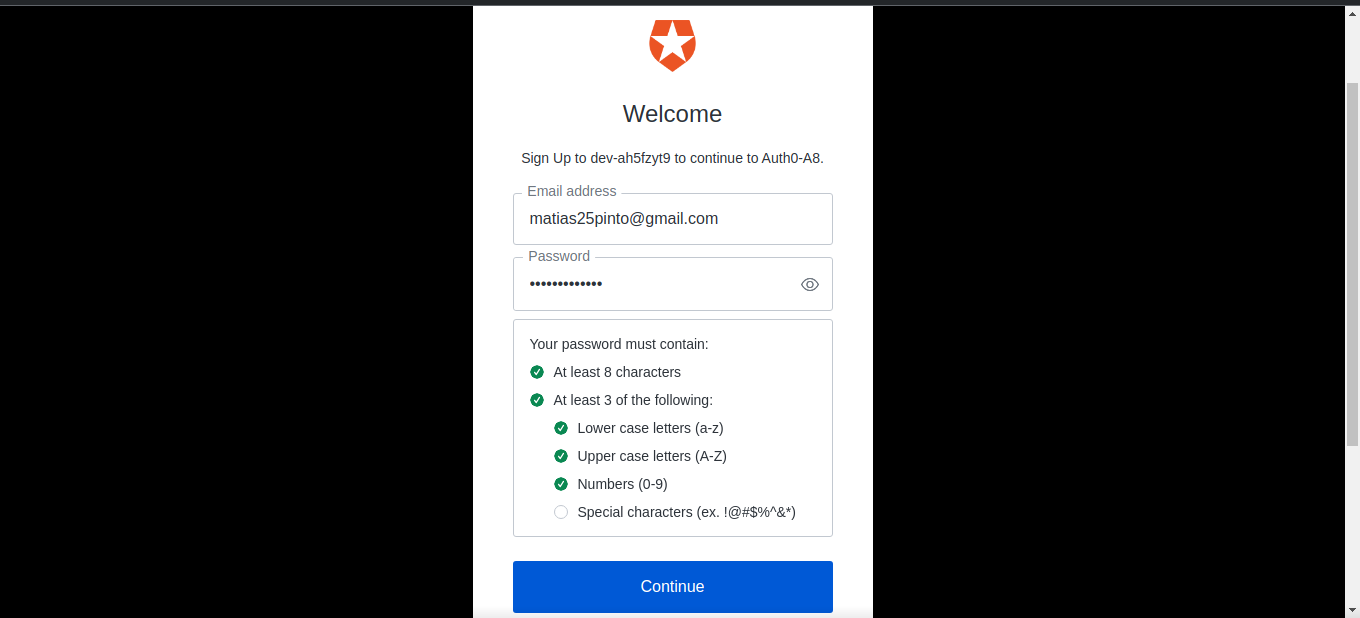 Welcome
Sign Up to dev-ah5fzyt9 to continue to Auth0-A8.
Email address
matias25pinto@gmail.com
Password
•••••••••••••
Your password must contain:
At least 8 characters
At least 3 of the following:
Lower case letters (a-z)
Upper case letters (A-Z)
Numbers (0-9)
Special characters (ex. !@#$%^&*)
Continue